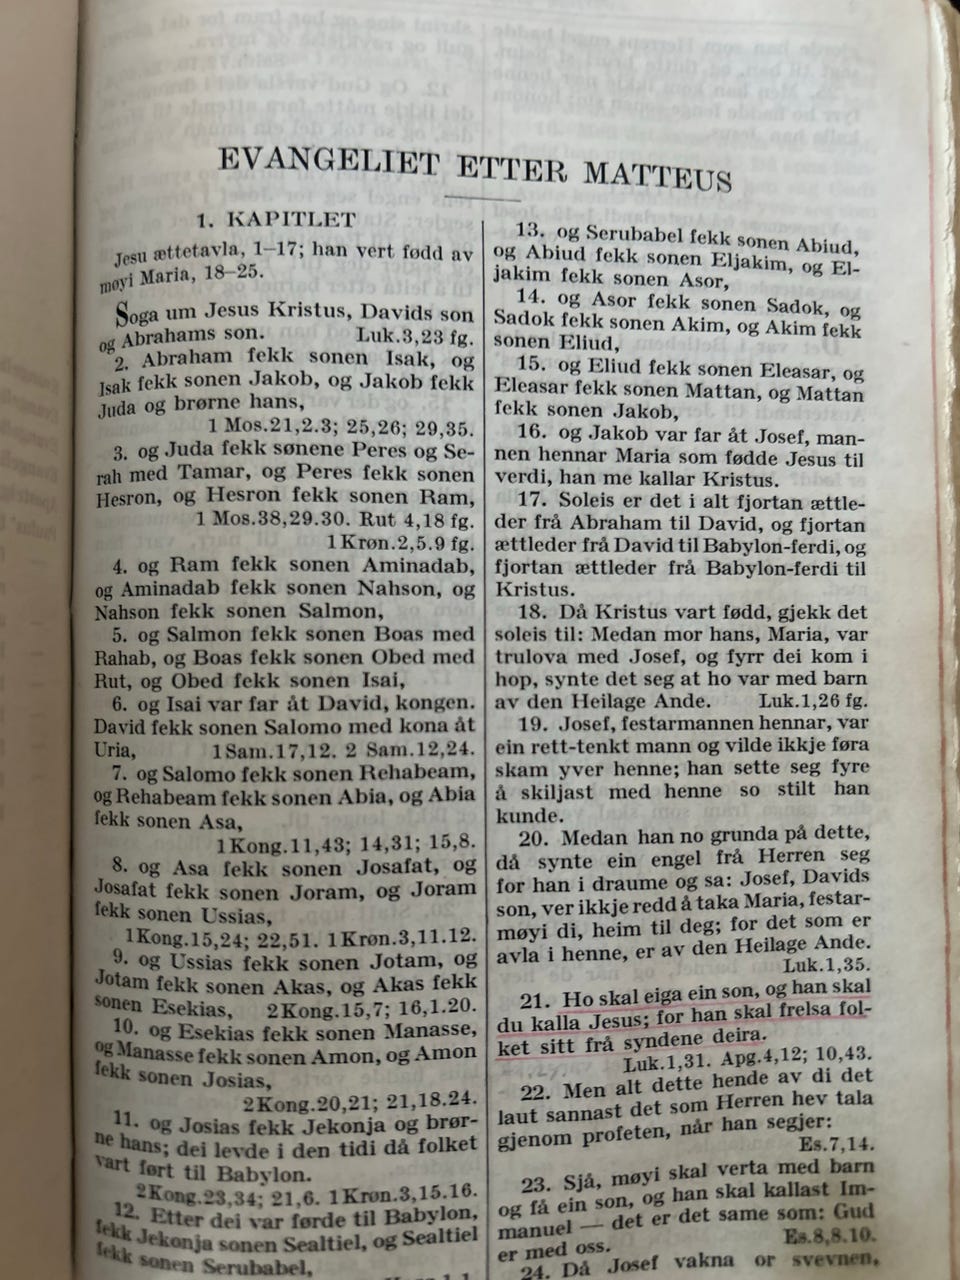 EVANGELIET ETTER MATTEUS
1. KAPITLET
Jesu ættetavla, 1–17; han vert fødd av
møyi Maria, 18–25.
Soga um Jesus Kristus, Davids son
og Abrahams son. Luk.3,23 fg.
2. Abraham fekk sonen Isak, og
Isak fekk sonen Jakob, og Jakob fekk
Juda og brørne hans,
1 Mos.21,2.3; 25,26; 29,35.
3. og Juda fekk sønene Peres og Se-
rah med Tamar, og Peres fekk sonen
Hesron, og Hesron fekk sonen Ram,
1 Mos.38,29.30. Rut 4,18 fg.
1 Krøn.2,5.9 fg.
4. og Ram fekk sonen Aminadab,
og Aminadab fekk sonen Nahson, og
Nahson fekk sonen Salmon,
5. og Salmon fekk sonen Boas med
Rahab, og Boas fekk sonen Obed med
Rut, og Obed fekk sonen Isai,
6. og Isai var far åt David, kongen.
David fekk sonen Salomo med kona åt
Uria, 1 Sam.17,12. 2 Sam.12,24.
7. og Salomo fekk sonen Rehabeam,
og Rehabeam fekk sonen Abia, og Abia
fekk sonen Asa,
1 Kong.11,43; 14,31; 15,8.
8. og Asa fekk sonen Josafat, og
Josafat fekk sonen Joram, og Joram
fekk sonen Ussias,
1Kong.15,24; 22,51. 1Krøn.3,11.12.
9. og Ussias fekk sonen Jotam, og
Jotam fekk sonen Akas, og Akas fekk
sonen Esekias, 2Kong.15,7; 16,1.20.
10. og Esekias fekk sonen Manasse,
og Manasse fekk sonen Amon, og Amon
fekk sonen Josias,
2Kong.20,21; 21,18.24.
11. og Josias fekk Jekonja og brør-
ne hans; dei levde i den tidi då folket
vart ført til Babylon.
2Kong.23,34; 21,6. 1Krøn.3,15.16.
12. Etter dei var førde til Babylon,
fekk Jekonja sonen Sealtiel, og Sealtiel
fekk sonen Serubabel,
13. og Serubabel fekk sonen Abiud,
og Abiud fekk sonen Eljakim, og El-
jakim fekk sonen Asor,
14. og Asor fekk sonen Sadok, og
Sadok fekk sonen Akim, og Akim fekk
sonen Eliud,
15. og Eliud fekk sonen Eleasar, og
Eleasar fekk sonen Mattan, og Mattan
fekk sonen Jakob,
16. og Jakob var far åt Josef, man-
nen hennar Maria som fødde Jesus til
verdi, han me kallar Kristus.
17. Soleis er det i alt fjortan ættle-
der frå Abraham til David, og fjortan
ættleder frå David til Babylon-ferdi, og
fjortan ættleder frå Babylon-ferdi til
Kristus.
18. Då Kristus vart fødd, gjekk det
soleis til: Medan mor hans, Maria, var
trulova med Josef, og fyrr dei kom i
hop, synte det seg at ho var med barn
av den Heilage Ande. Luk.1,26 fg.
19. Josef, festarmannen hennar, var
ein rett-tenkt mann og vilde ikkje føra
skam yver henne; han sette seg fyre
å skiljast med henne so stilt han
kunde.
20. Medan han no grunda på dette,
då synte ein engel frå Herren seg
for han i draume og sa: Josef, Davids
son, ver ikkje redd å taka Maria, festar-
møyi di, heim til deg; for det som er
avla i henne, er av den Heilage Ande.
Luk.1,35.
21. Ho skal eiga ein son, og han skal
du kalla Jesus; for han skal frelsa fol-
ket sitt frå syndene deira.
Luk.1,31. Apg.4,12; 10,43.
22. Men alt dette hende av di det
laut sannast det som Herren hev tala
gjenom profeten, når han segjer:
Es.7,14.
23. Sjå, møyi skal verta med barn
og få ein son, og han skal kallast Im-
manuel — det er det same som: Gud
er med oss. Es.8,8.10.
24. Då Josef vakna or svevnen,